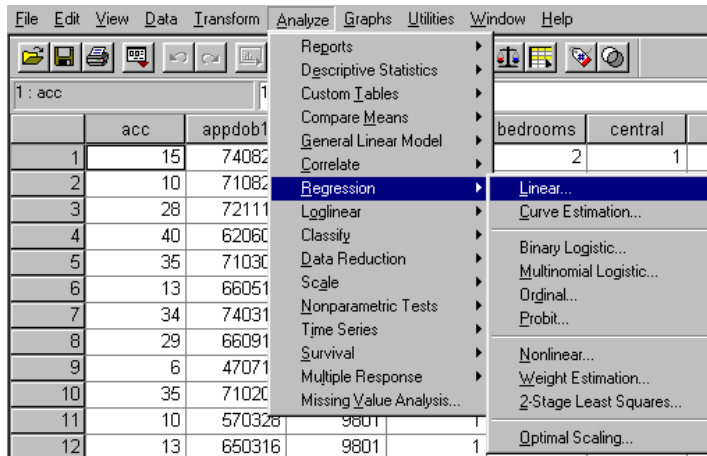 File Edit View Data Transform Analyze Graphs Utilities Window Help
1 : acc
acc appdob1 bedrooms central
1 15 74082 2 1
2 10 71082
3 28 72111
4 40 62060
5 35 71030
6 13 66051
7 34 74031
8 29 66091
9 6 47071
10 35 71020
11 10 570328 9801 1
12 13 650316 9801 1
Reports
Descriptive Statistics
Custom Tables
Compare Means
General Linear Model
Correlate
Regression
Loglinear
Classify
Data Reduction
Scale
Nonparametric Tests
Time Series
Survival
Multiple Response
Missing Value Analysis...
Linear...
Curve Estimation...
Binary Logistic...
Multinomial Logistic...
Ordinal...
Probit...
Nonlinear...
Weight Estimation...
2-Stage Least Squares...
Optimal Scaling...